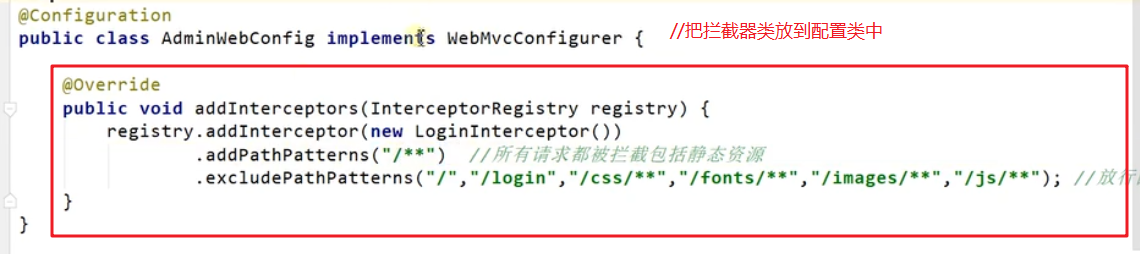 @Configuration
public class AdminWebConfig implements WebMvcConfigurer { //把拦截器类放到配置类中
@Override
public void addInterceptors(InterceptorRegistry registry) {
registry.addInterceptor(new LoginInterceptor())
.addPathPatterns("/**") //所有请求都被拦截包括静态资源
.excludePathPatterns("/","/login","/css/**","/fonts/**","/images/**","/js/**"); //放行
}
}